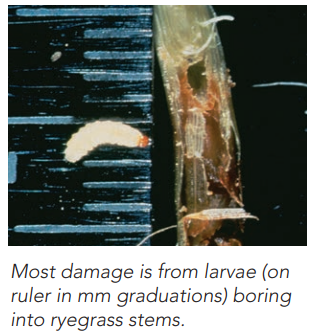 Most damage is from larvae (on
ruler in mm graduations) boring
into ryegrass stems.